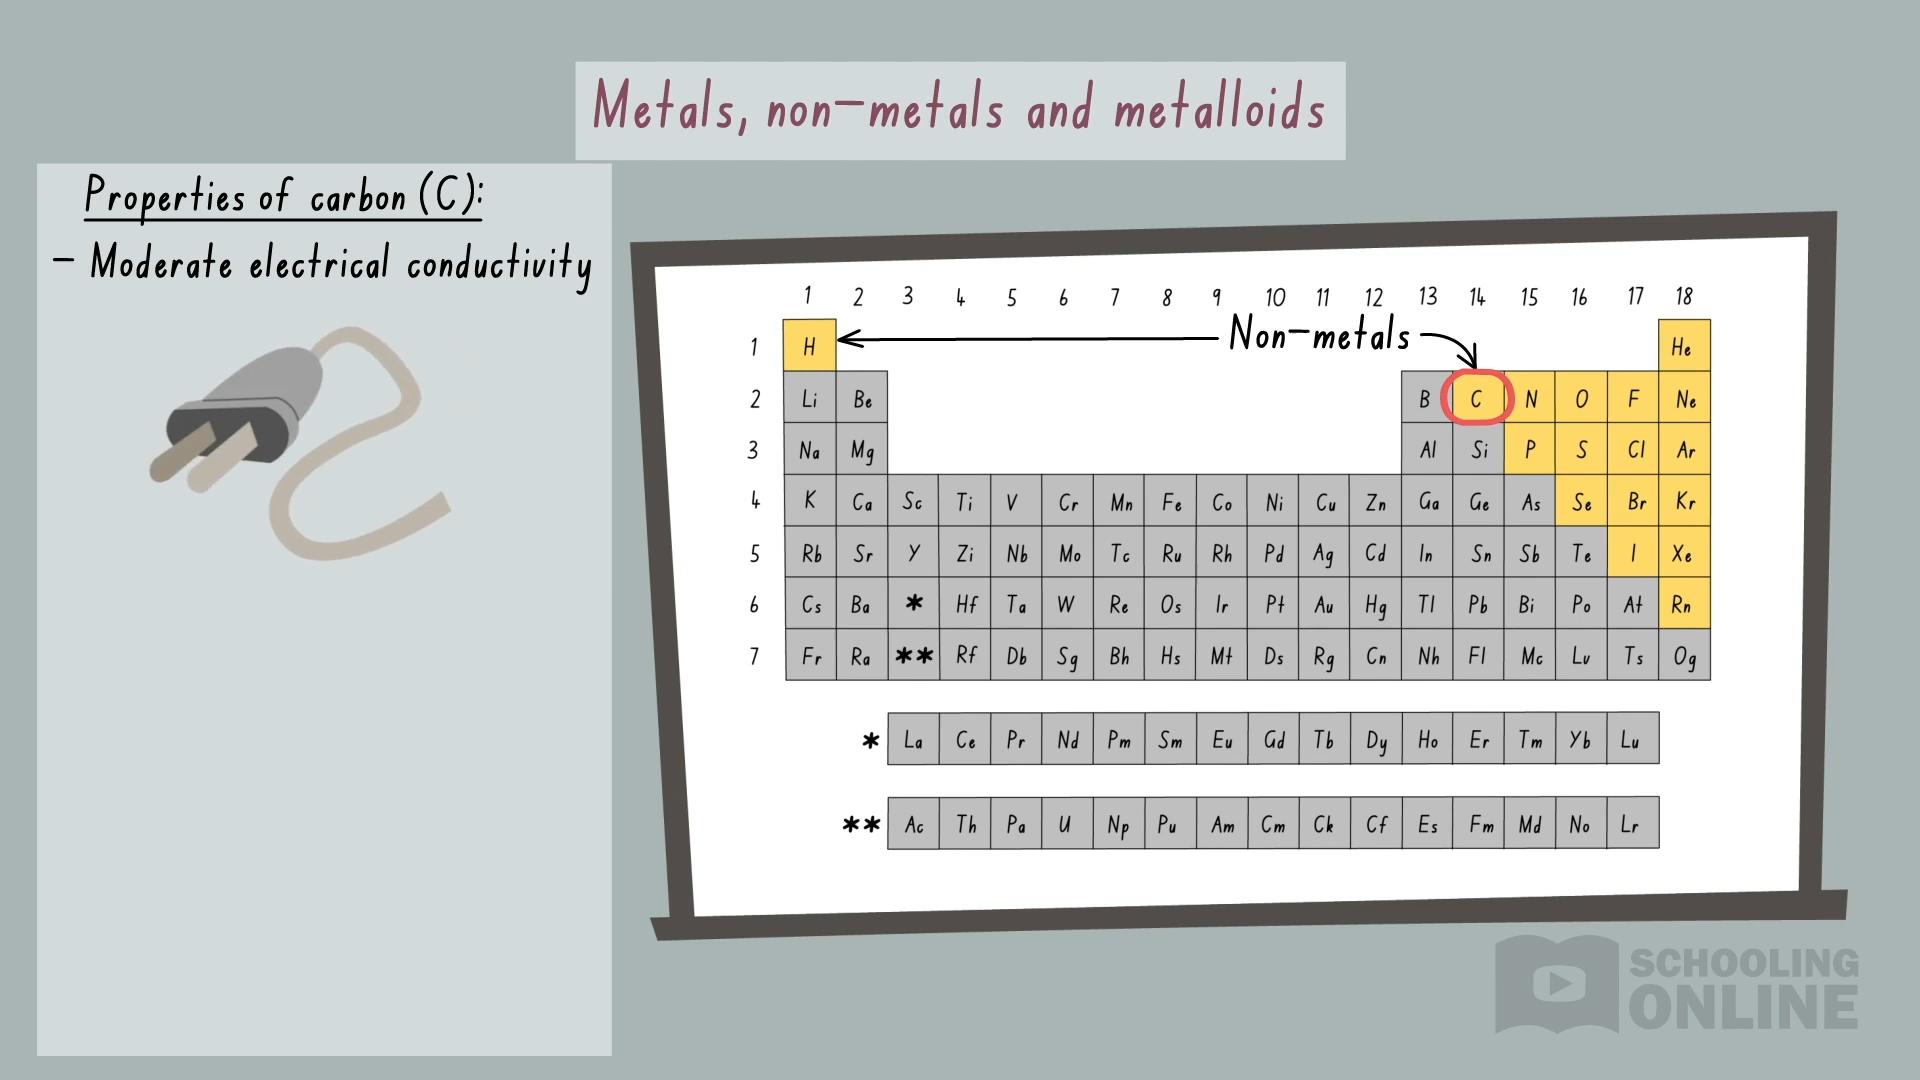 Metals, non-metals and metalloids
Properties of carbon (C):
- Moderate electrical conductivity
1 2 3 4 5 6 7 8 9 10 11 12 13 14 15 16 17 18
Non-metals
1 H He
2 Li Be B C N O F Ne
3 Na Mg Al Si P S Cl Ar
4 K Ca Sc Ti V Cr Mn Fe Co Ni Cu Zn Ga Ge As Se Br Kr
5 Rb Sr Y Zi Nb Mo Tc Ru Rh Pd Ag Cd In Sn Sb Te I Xe
6 Cs Ba * Hf Ta W Re Os Ir Pt Au Hg Tl Pb Bi Po At Rn
7 Fr Ra ** Rf Db Sg Bh Hs Mt Ds Rg Cn Nh Fl Mc Lv Ts Og
* La Ce Pr Nd Pm Sm Eu Gd Tb Dy Ho Er Tm Yb Lu
** Ac Th Pa U Np Pu Am Cm Ck Cf Es Fm Md No Lr
SCHOOLING
ONLINE